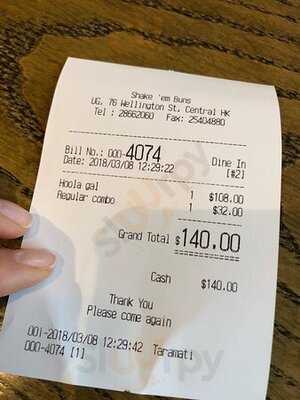 Shake 'em Buns
UG, 76 Wellington St, Central HK
Tel : 28662060 Fax: 25404880
Bill No.: 000-4074 Dine In
Date: 2018/03/08 12:29:22 [#2]
Hoola gal 1 $108.00
Regular combo 1 $32.00
Grand Total $140.00
Cash $140.00
Thank You
Please come again
001-2018/03/08 12:29:42 Taramati
000-4074 [1]